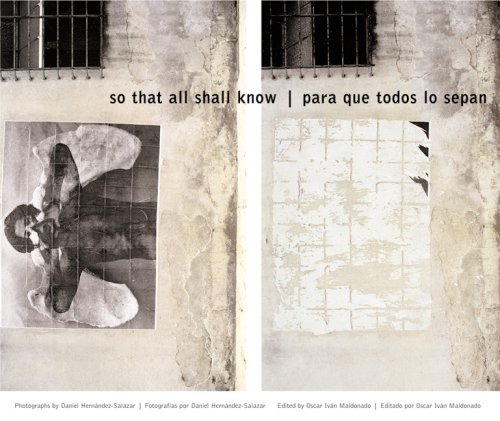 so that all shall know | para que todos lo sepan
Photographs by Daniel Hernández-Salazar | Fotografías por Daniel Hernández-Salazar Edited by Oscar Iván Maldonado | Editado por Oscar Iván Maldonado